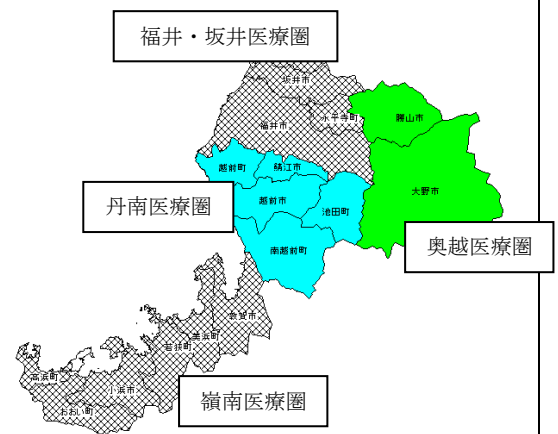 福井・坂井医療圏
坂井市
勝山市
福井市
永平寺町
越前町
鯖江市
丹南医療圏
越前市
池田町
大野市
奥越医療圏
南越前町
敦賀市
美浜町
若狭町
高浜町
小浜市
おおい町
嶺南医療圏